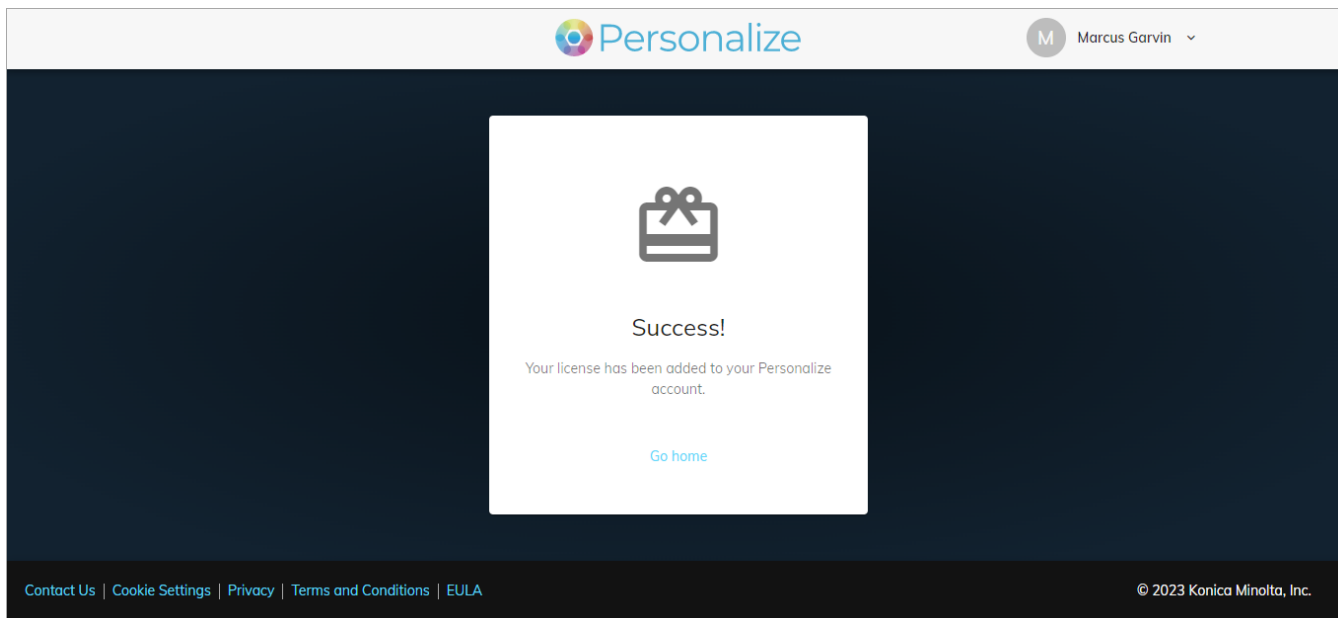 Personalize
M Marcus Garvin
Success!
Your license has been added to your Personalize
account.
Go home
Contact Us | Cookie Settings | Privacy | Terms and Conditions | EULA
© 2023 Konica Minolta, Inc.